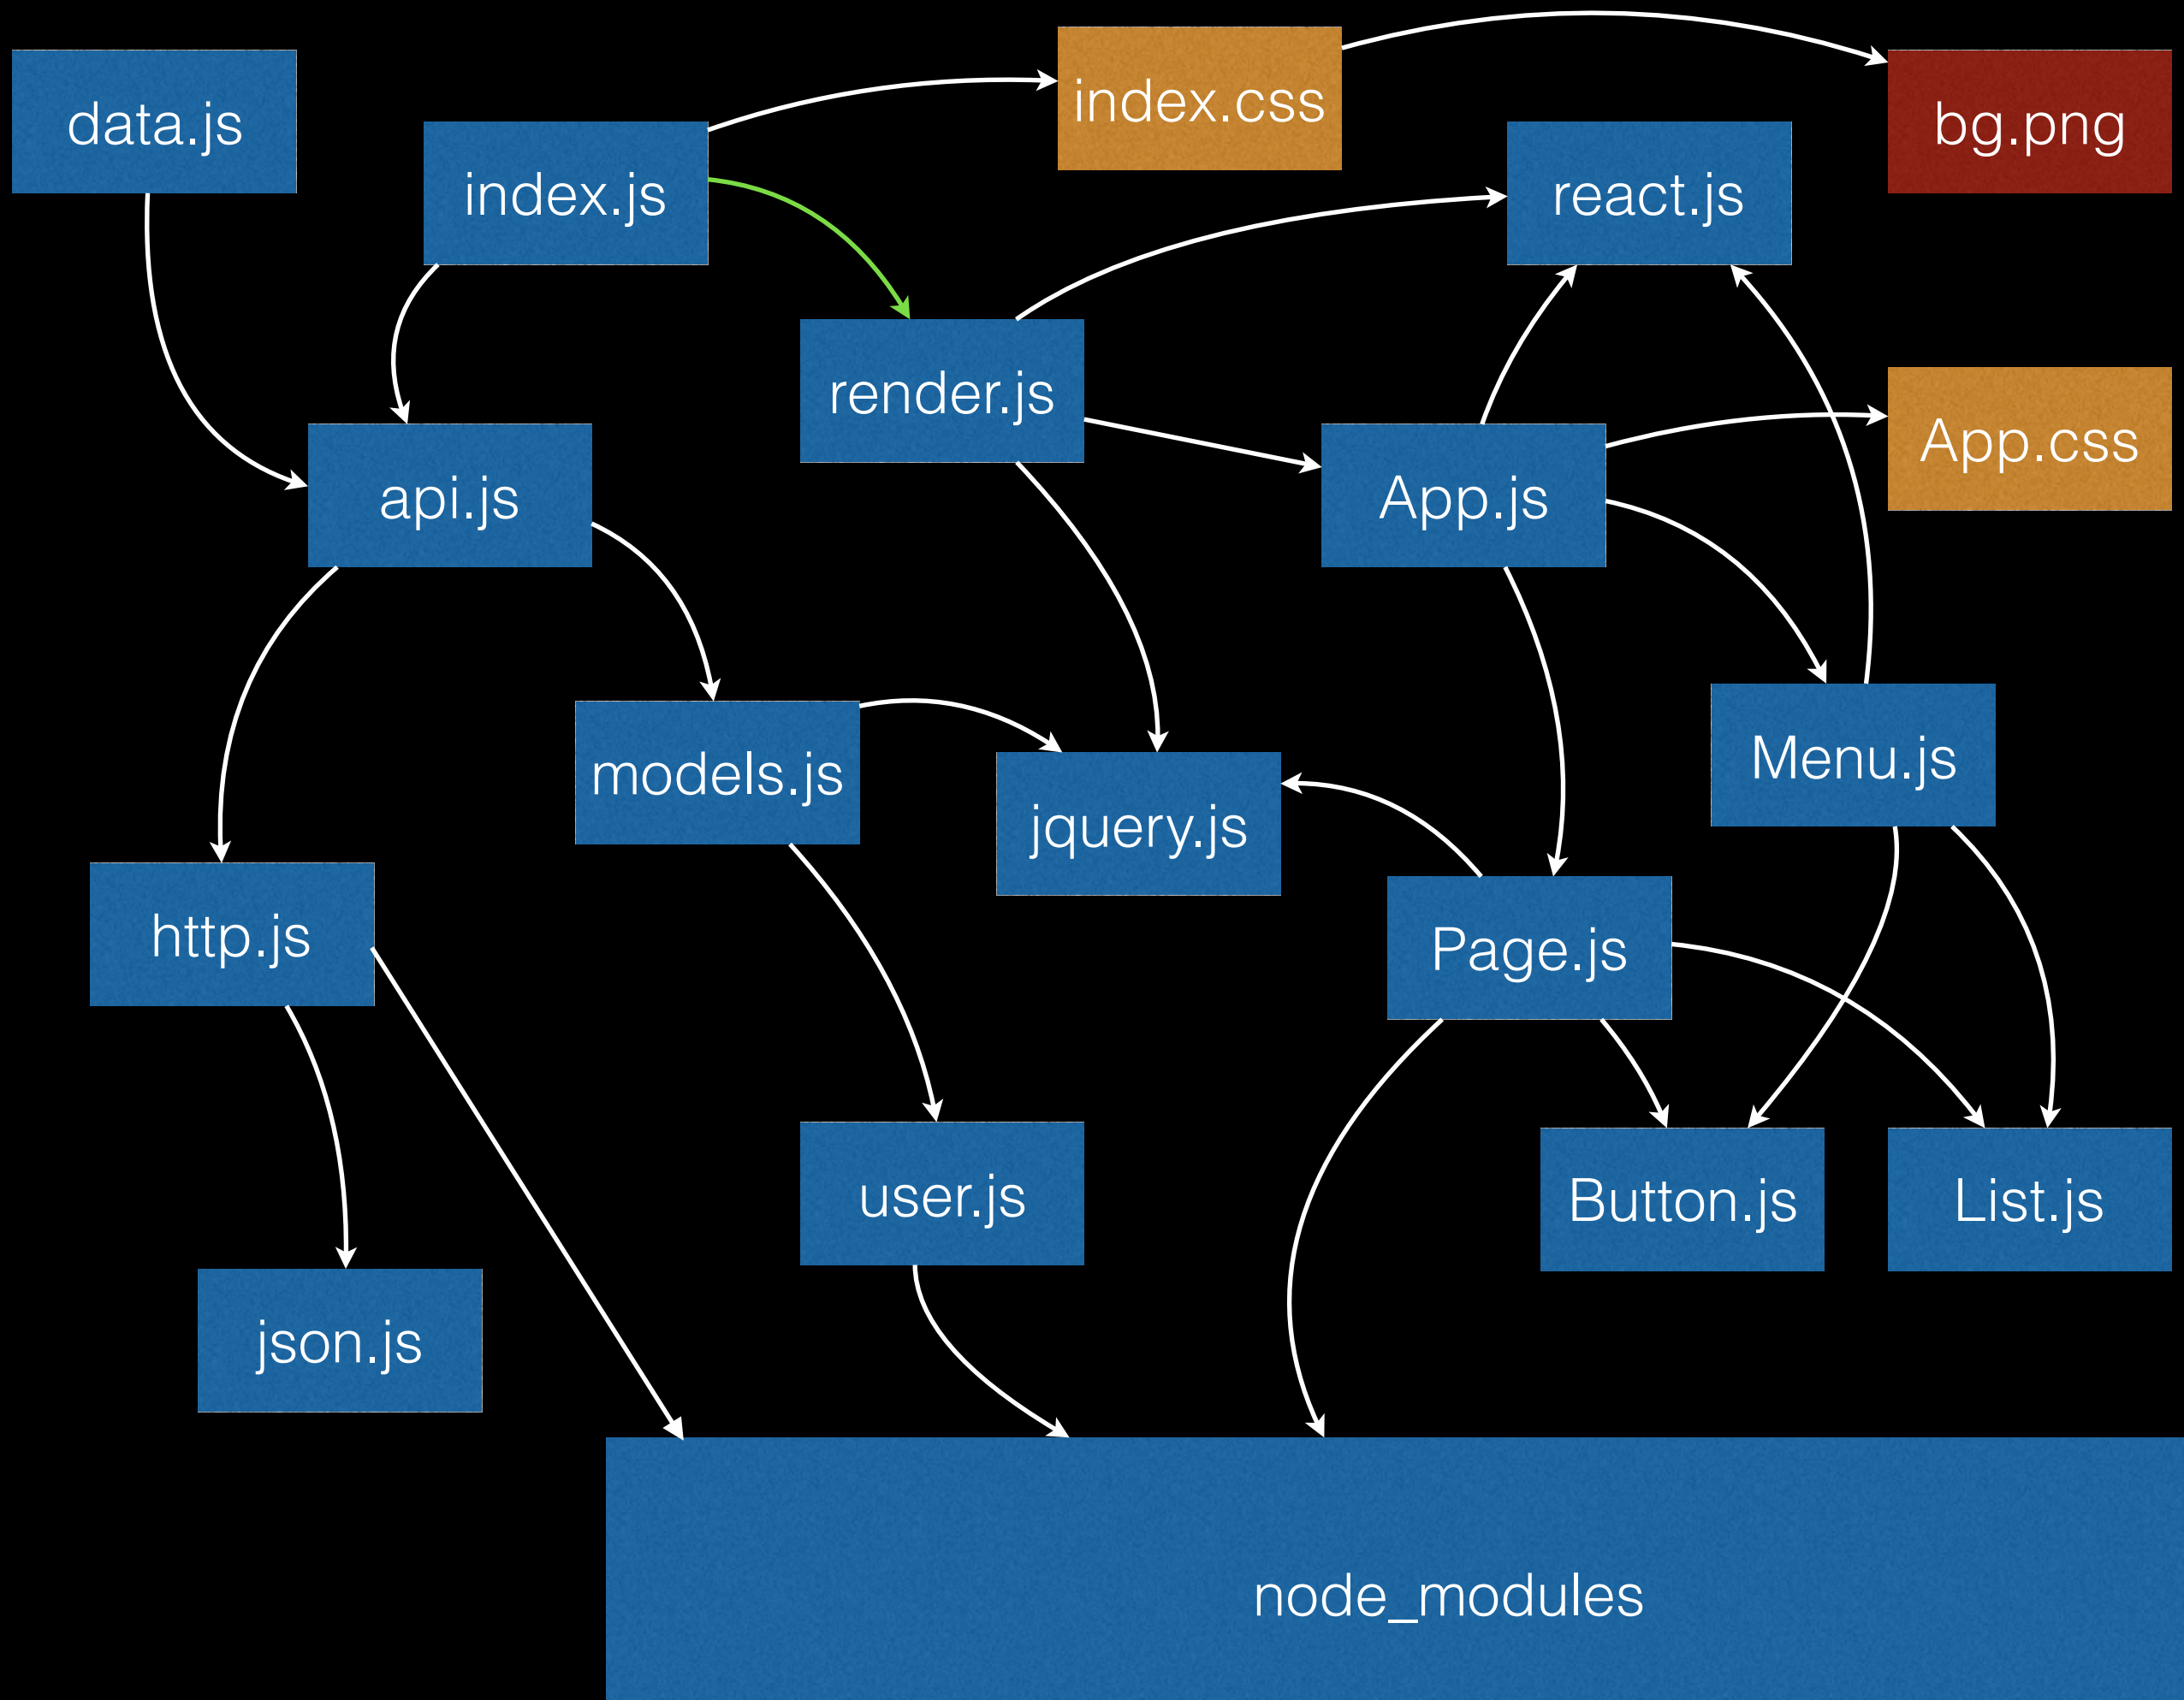 data.js
index.js
index.css
bg.png
react.js
render.js
App.css
api.js
App.js
models.js
jquery.js
Menu.js
http.js
Page.js
user.js
Button.js
List.js
json.js
node_modules